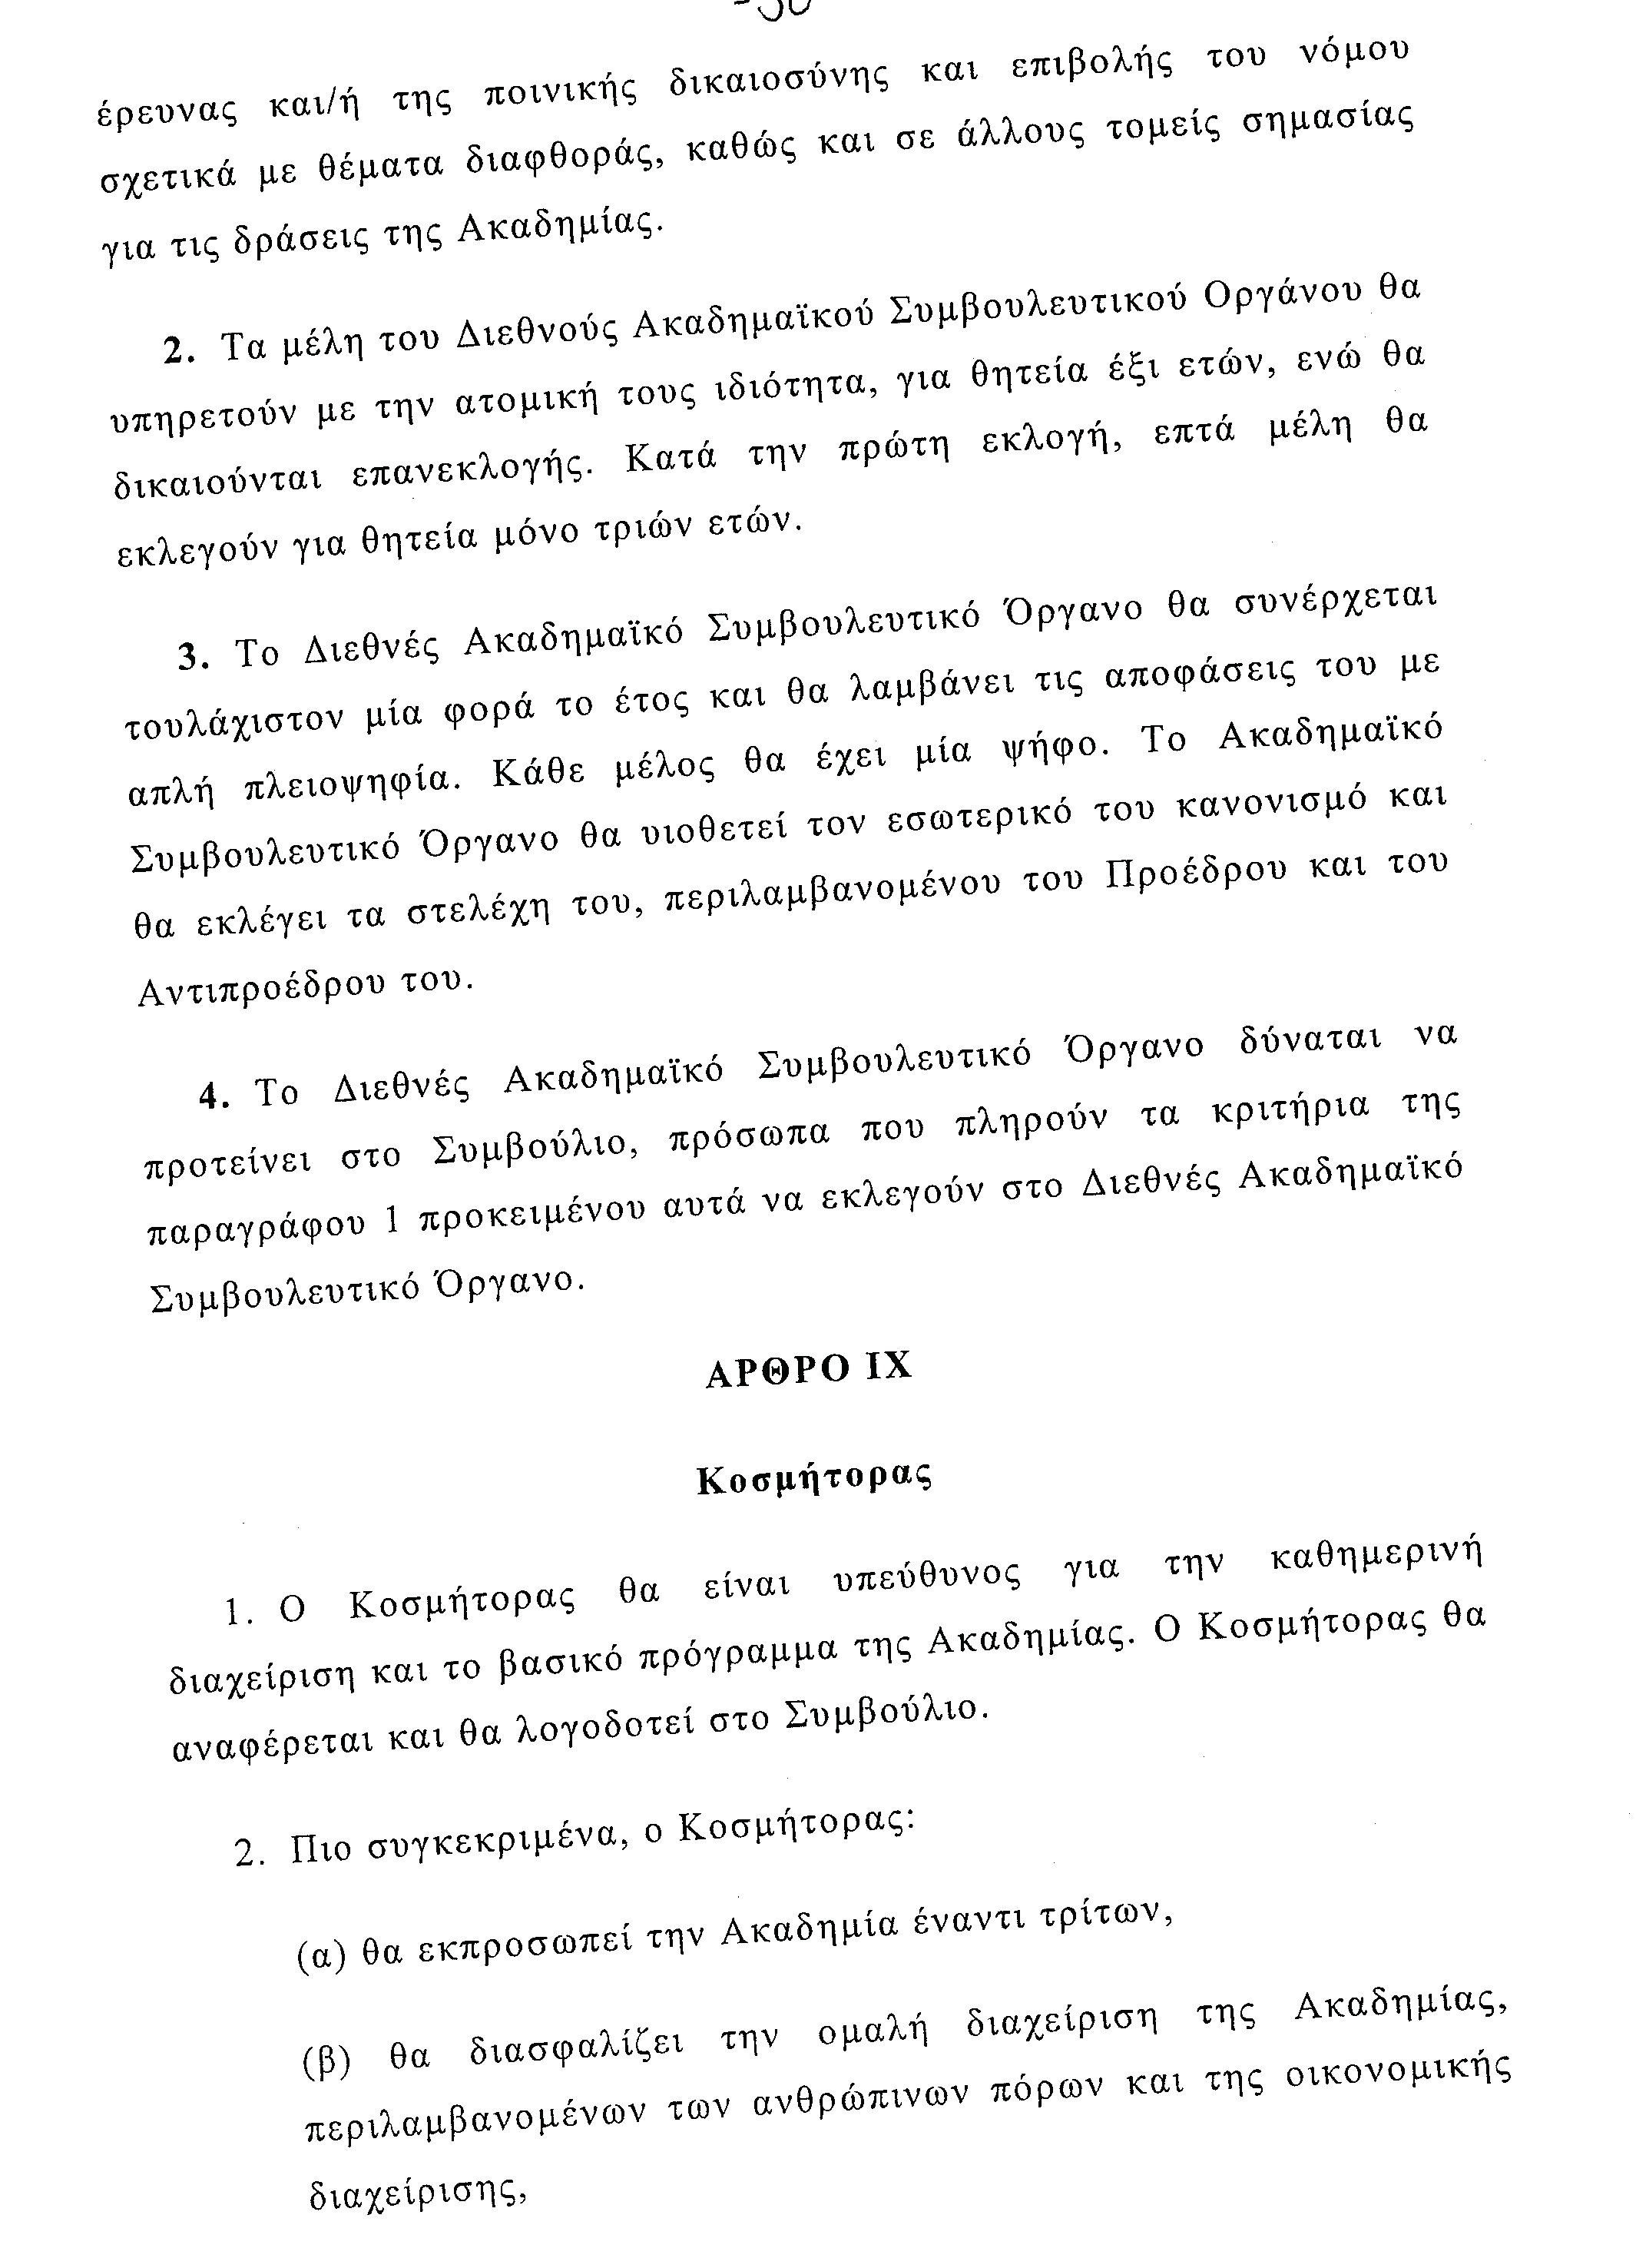 έρευνας και/ή της ποινικής δικαιοσύνης και επιβολής του νόμου
σχετικά με θέματα διαφθοράς, καθώς και σε άλλους τομείς σημασίας
για τις δράσεις της Ακαδημίας.
2. Τα μέλη του Διεθνούς Ακαδημαϊκού Συμβουλευτικού Οργάνου θα
υπηρετούν με την ατομική τους ιδιότητα, για θητεία έξι ετών, ενώ θα
δικαιούνται επανεκλογής. Κατά την πρώτη εκλογή, επτά μέλη θα
εκλεγούν για θητεία μόνο τριών ετών.
3. Το Διεθνές Ακαδημαϊκό Συμβουλευτικό Όργανο θα συνέρχεται
τουλάχιστον μία φορά το έτος και θα λαμβάνει τις αποφάσεις του με
απλή πλειοψηφία. Κάθε μέλος θα έχει μία ψήφο. Το Ακαδημαϊκό
Συμβουλευτικό Όργανο θα υιοθετεί τον εσωτερικό του κανονισμό και
θα εκλέγει τα στελέχη του, περιλαμβανομένου του Προέδρου και του
Αντιπροέδρου του.
4. Το Διεθνές Ακαδημαϊκό Συμβουλευτικό Όργανο δύναται να
προτείνει στο Συμβούλιο, πρόσωπα που πληρούν τα κριτήρια της
παραγράφου 1 προκειμένου αυτά να εκλεγούν στο Διεθνές Ακαδημαϊκό
Συμβουλευτικό Όργανο.
ΑΡΘΡΟ ΙΧ
Κοσμήτορας
1. Ο Κοσμήτορας θα είναι υπεύθυνος για την καθημερινή
διαχείριση και το βασικό πρόγραμμα της Ακαδημίας. Ο Κοσμήτορας θα
αναφέρεται και θα λογοδοτεί στο Συμβούλιο.
2. Πιο συγκεκριμένα, ο Κοσμήτορας:
(α) θα εκπροσωπεί την Ακαδημία έναντι τρίτων,
(β) θα διασφαλίζει την ομαλή διαχείριση της Ακαδημίας,
περιλαμβανομένων των ανθρώπινων πόρων και της οικονομικής
διαχείρισης,